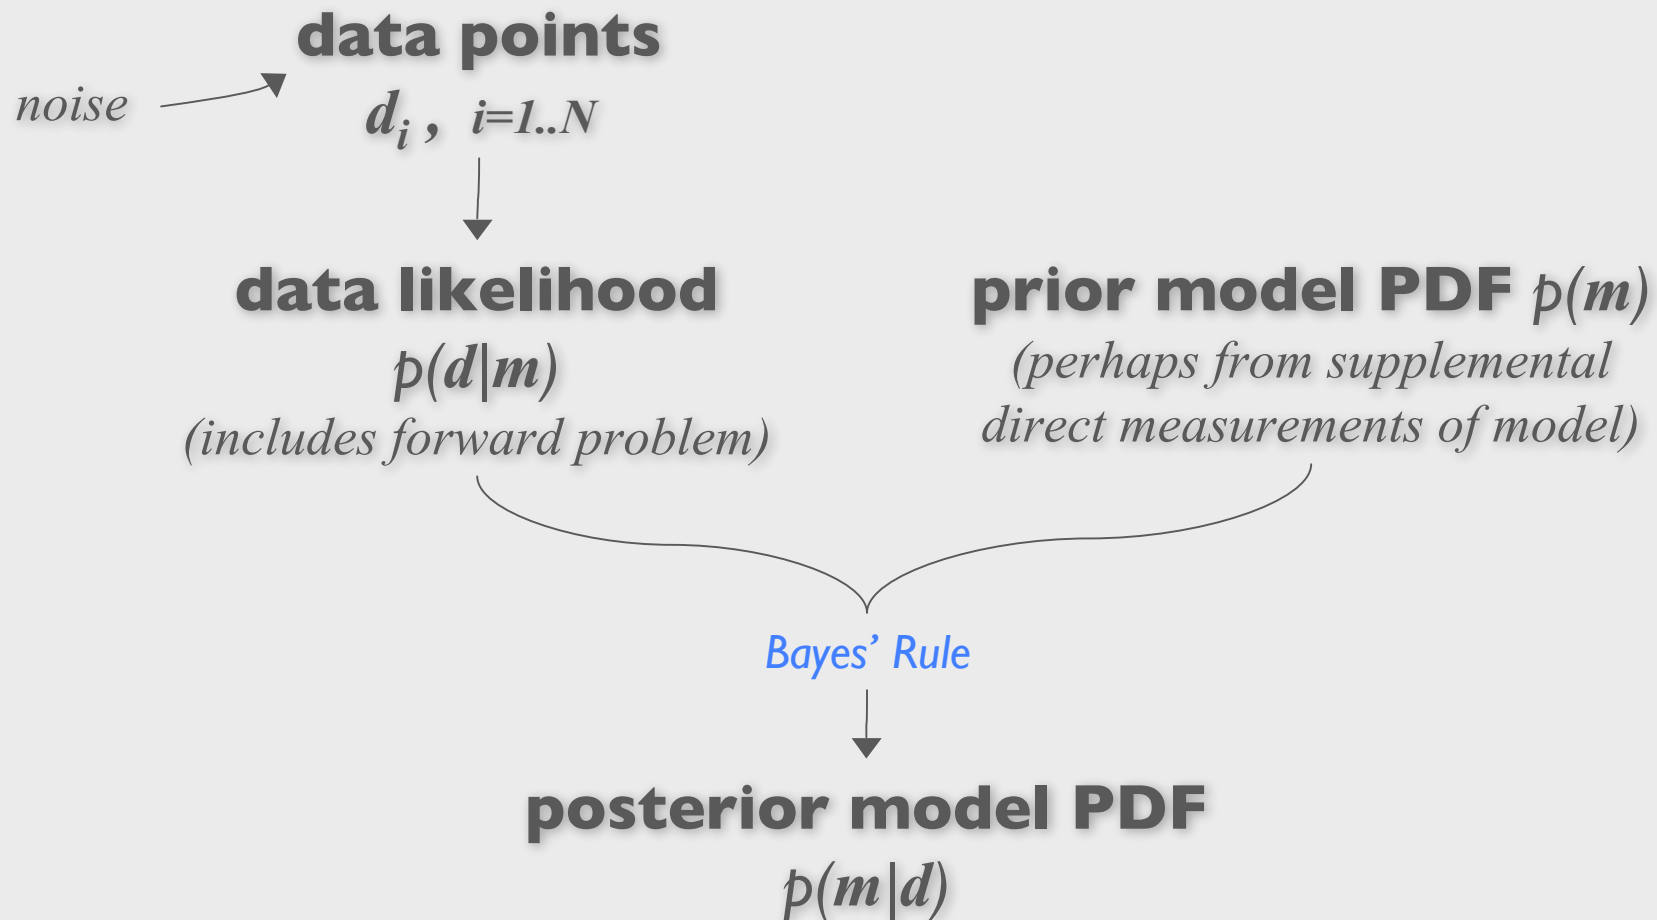 data points
noise
d_i , i=1..N
data likelihood
p(d|m)
(includes forward problem)
prior model PDF p(m)
(perhaps from supplemental
direct measurements of model)
Bayes’ Rule
posterior model PDF
p(m|d)